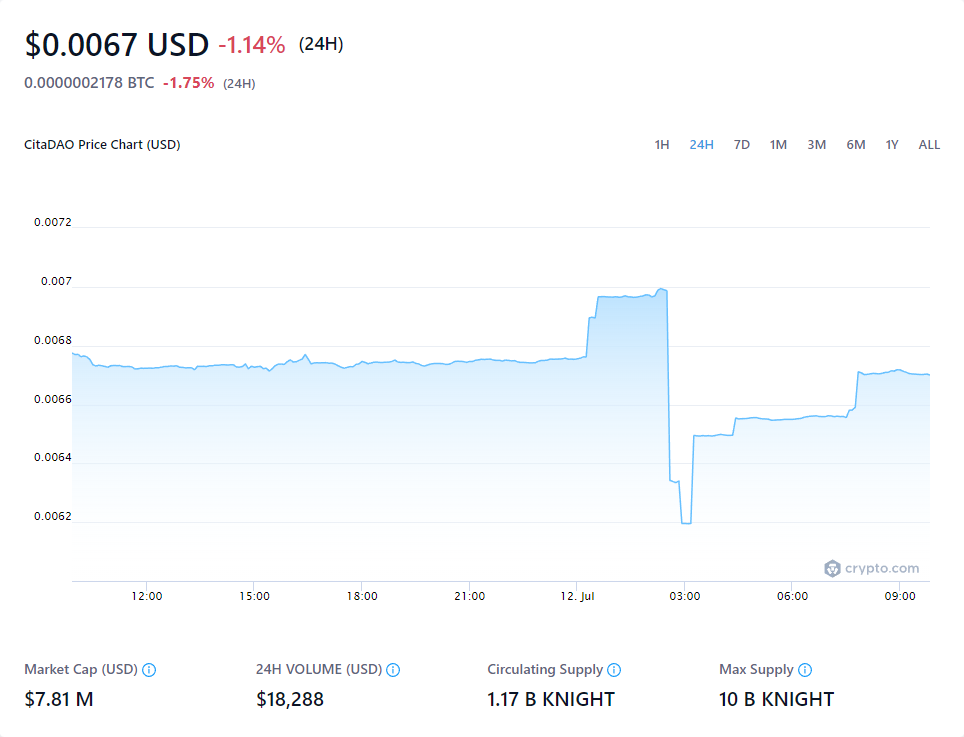 $0.0067 USD -1.14% (24H)
0.0000002178 BTC -1.75% (24H)
CitaDAO Price Chart (USD) 1H 24H 7D 1M 3M 6M 1Y ALL
0.0072
0.007
0.0068
0.0066
0.0064
0.0062
crypto.com
12:00 15:00 18:00 21:00 12. Jul 03:00 06:00 09:00
Market Cap (USD) 24H VOLUME (USD) Circulating Supply Max Supply
$7.81 M $18,288 1.17 B KNIGHT 10 B KNIGHT